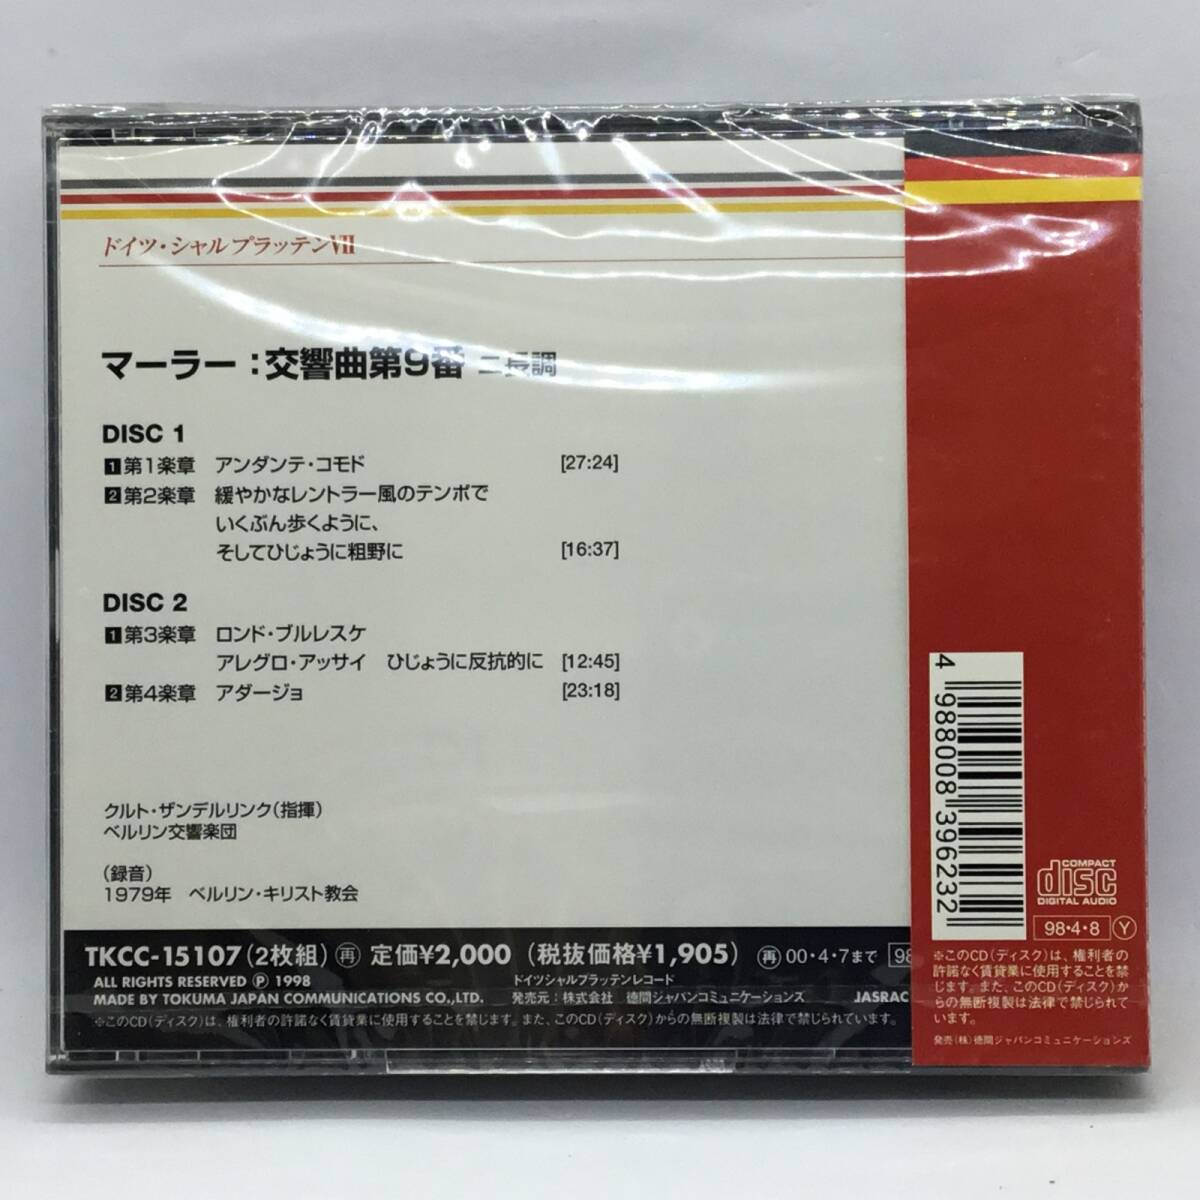 ドイツ・シャルプラッテンVII
マーラー:交響曲第9番 ニ長調
DISC 1
1 第1楽章 アンダンテ・コモド [27:24]
2 第2楽章 緩やかなレントラー風のテンポで
いくぶん歩くように、
そしてひじょうに粗野に [16:37]
DISC 2
1 第3楽章 ロンド・ブルレスケ
アレグロ・アッサイ ひじょうに反抗的に [12:45]
2 第4楽章 アダージョ [23:18]
クルト・ザンデルリンク(指揮)
ベルリン交響楽団
(録音)
1979年 ベルリン・キリスト教会
TKCC-15107(2枚組) 再 定価¥2,000 (税抜価格¥1,905) 再 00・4・7まで 98
ALL RIGHTS RESERVED Ⓟ 1998 ドイツシャルプラッテンレコード
MADE BY TOKUMA JAPAN COMMUNICATIONS CO.,LTD. 発売元:株式会社 徳間ジャパンコミュニケーションズ JASRAC
※このCD(ディスク)は、権利者の許諾なく賃貸業に使用することを禁じます。また、このCD(ディスク)からの無断複製は法律で禁じられています。
4 988008 396232
COMPACT
disc
DIGITAL AUDIO
98・4・8 Y
※このCD(ディスク)は、権利者の
許諾なく賃貸業に使用することを禁
じます。また、このCD(ディスク)から
の無断複製は法律で禁じられて
います。
発売(株)徳間ジャパンコミュニケーションズ